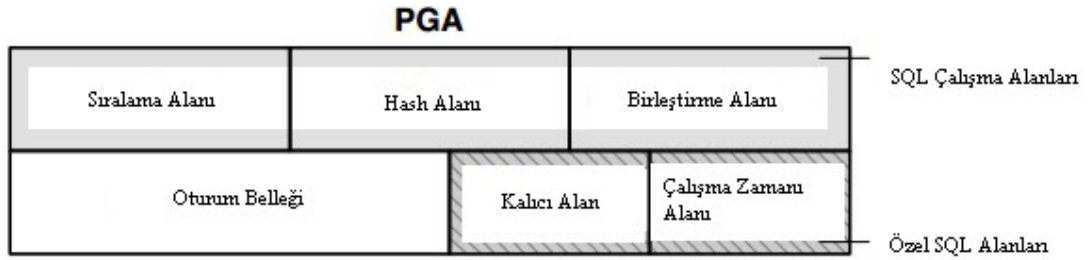 PGA
Sıralama Alanı
Hash Alanı
Birleştirme Alanı
SQL Çalışma Alanları
Oturum Belleği
Kalıcı Alan
Çalışma Zamanı
Alanı
Özel SQL Alanları